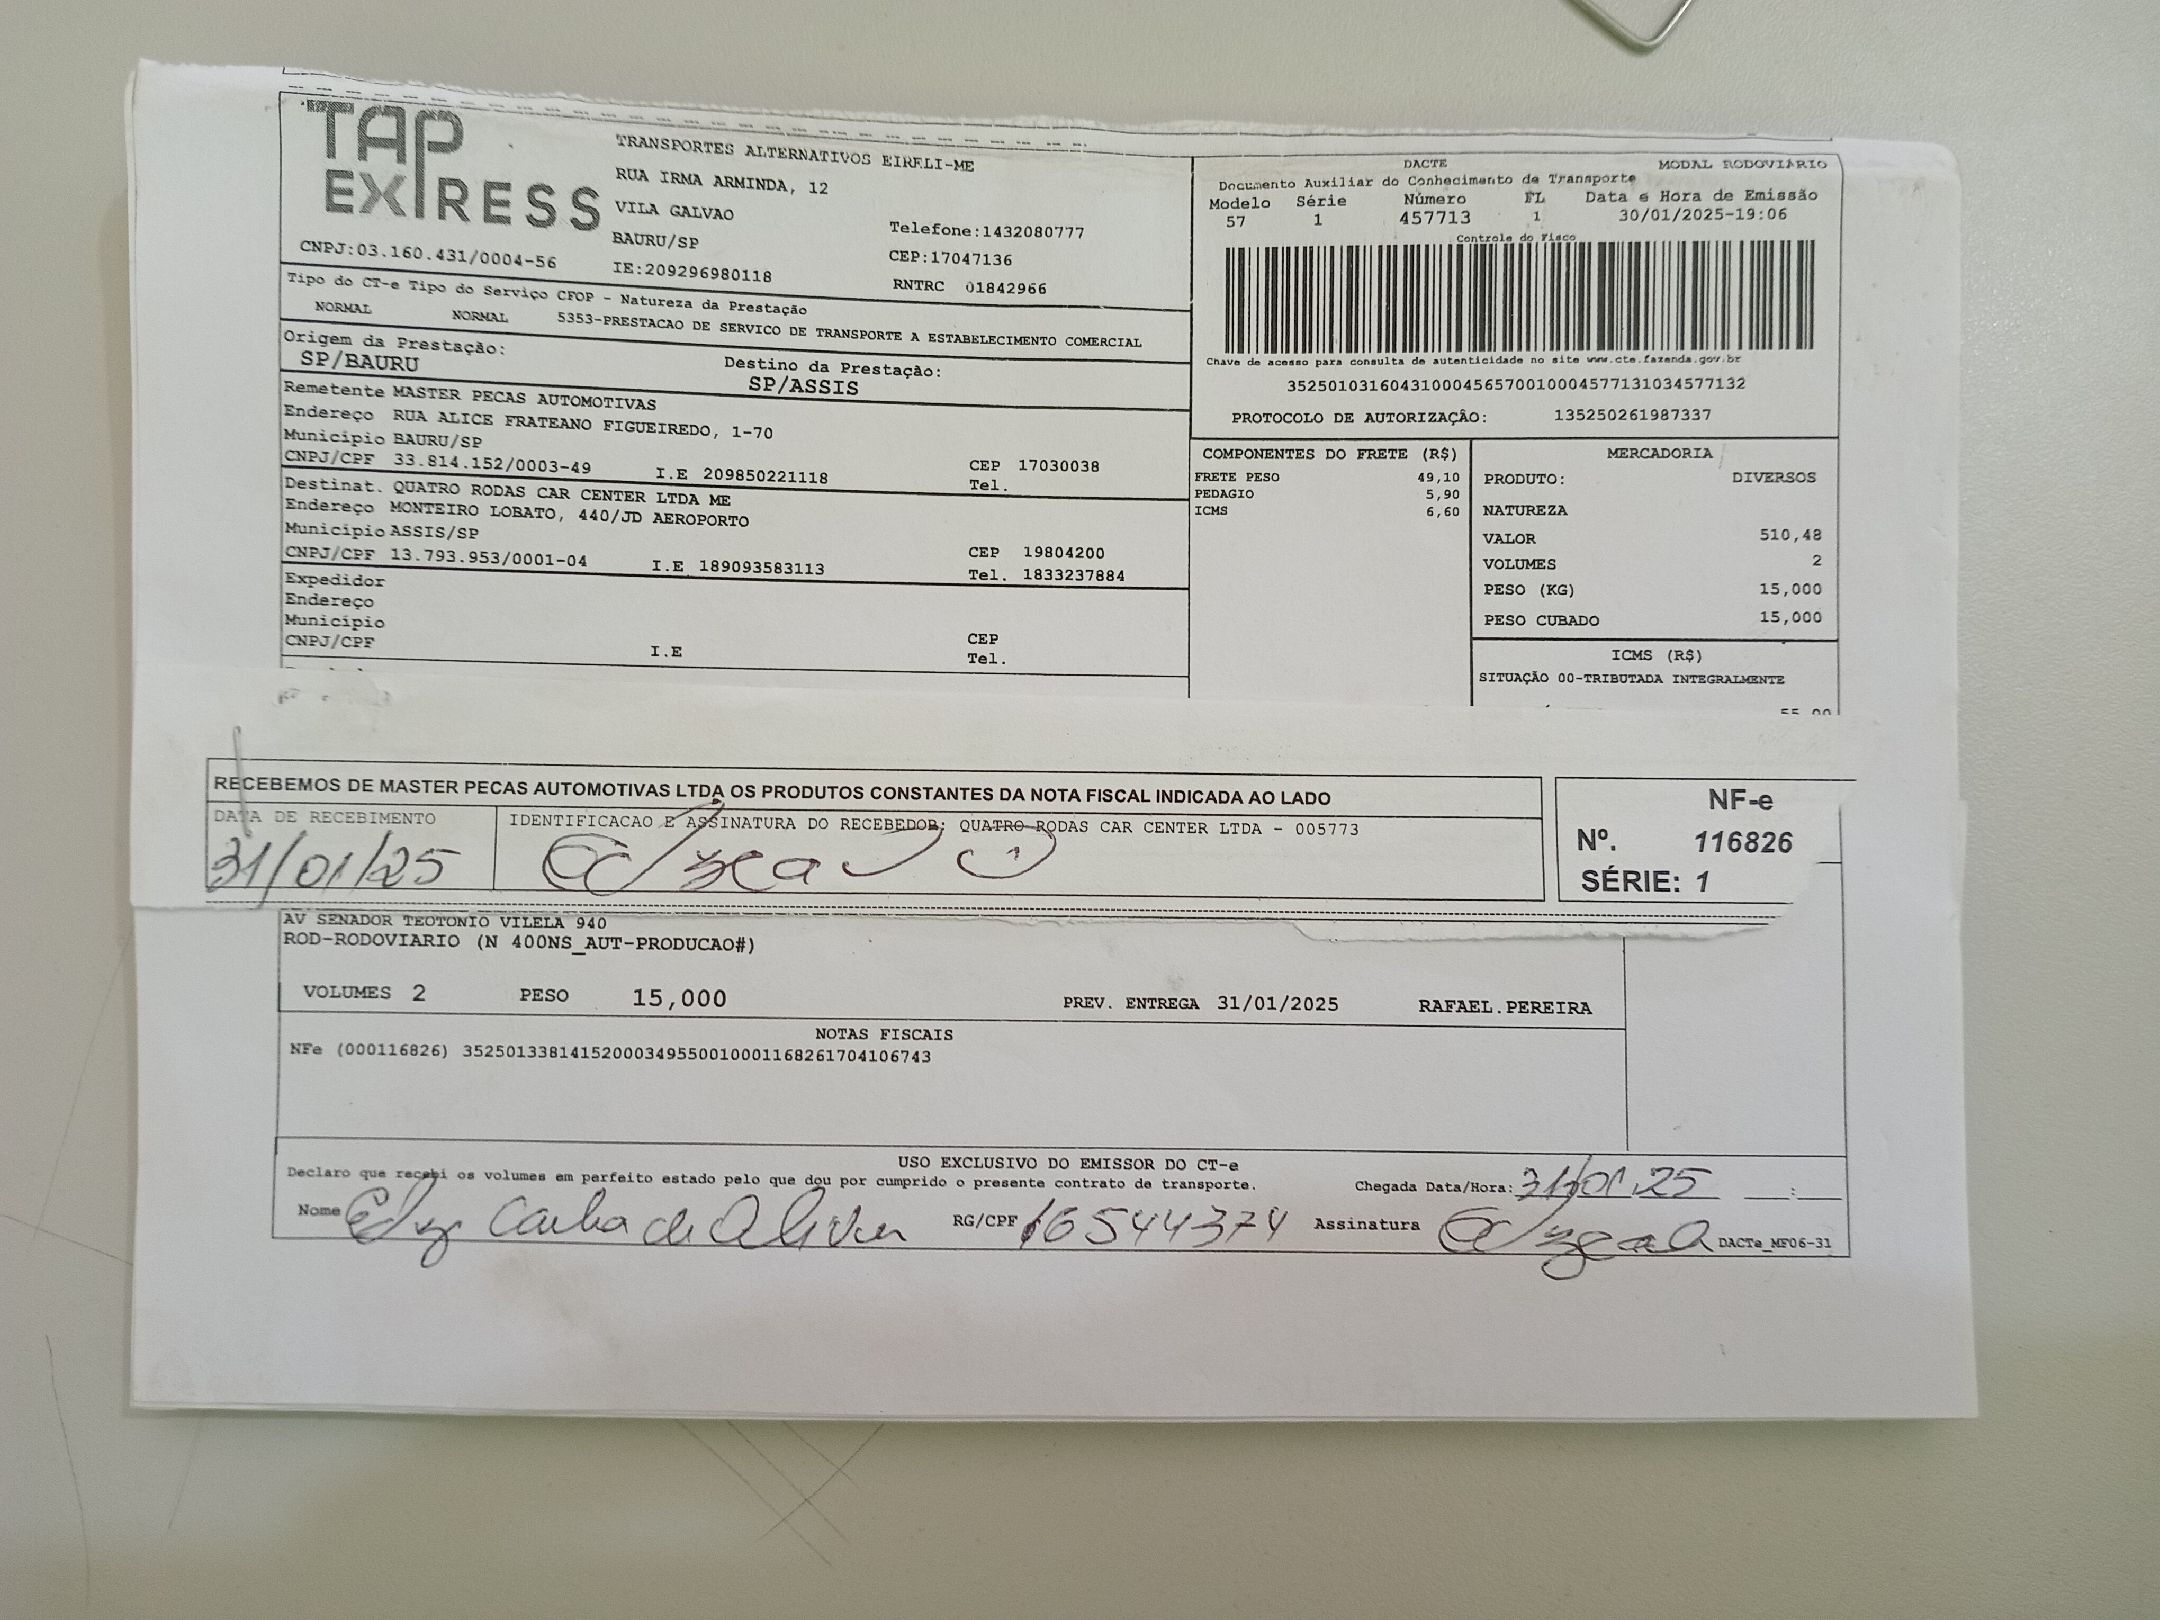 TAP EXPRESS
TRANSPORTES ALTERNATIVOS EIRELI-ME
RUA IRMA ARMINDA, 12
VILA GALVAO
BAURU/SP
Telefone:1432080777
CNPJ:03.160.431/0004-56
IE:209296980118
CEP:17047136
RNTRC 01842966
DACTE
MODAL RODOVIÁRIO
Documento Auxiliar do Conhecimento de Transporte
Modelo Série Número FL Data e Hora de Emissão
57 1 457713 1 30/01/2025-19:06
Controle do Fisco
Chave de acesso para consulta de autenticidade no site www.cte.fazenda.gov.br
35250103160431000456570010004577131034577132
PROTOCOLO DE AUTORIZAÇÂO: 135250261987337
Tipo do CT-e Tipo do Serviço CFOP - Natureza da Prestação
NORMAL NORMAL 5353-PRESTACAO DE SERVICO DE TRANSPORTE A ESTABELECIMENTO COMERCIAL
Origem da Prestação:
SP/BAURU
Destino da Prestação:
SP/ASSIS
Remetente MASTER PECAS AUTOMOTIVAS
Endereço RUA ALICE FRATEANO FIGUEIREDO, 1-70
Município BAURU/SP
CEP 17030038
CNPJ/CPF 33.814.152/0003-49 I.E 209850221118 Tel.
Destinat. QUATRO RODAS CAR CENTER LTDA ME
Endereço MONTEIRO LOBATO, 440/JD AEROPORTO
Município ASSIS/SP
CEP 19804200
CNPJ/CPF 13.793.953/0001-04 I.E 189093583113 Tel. 1833237884
Expedidor
Endereço
Município
CEP
CNPJ/CPF I.E Tel.
COMPONENTES DO FRETE (R$)
FRETE PESO 49,10
PEDAGIO 5,90
ICMS 6,60
MERCADORIA
PRODUTO: DIVERSOS
NATUREZA
VALOR 510,48
VOLUMES 2
PESO (KG) 15,000
PESO CUBADO 15,000
ICMS (R$)
SITUAÇÃO 00-TRIBUTADA INTEGRALMENTE
RECEBEMOS DE MASTER PECAS AUTOMOTIVAS LTDA OS PRODUTOS CONSTANTES DA NOTA FISCAL INDICADA AO LADO
DATA DE RECEBIMENTO
31/01/25
IDENTIFICACAO E ASSINATURA DO RECEBEDOR: QUATRO RODAS CAR CENTER LTDA - 005773
NF-e
Nº. 116826
SÉRIE: 1
AV SENADOR TEOTONIO VILELA 940
ROD-RODOVIARIO (N 400NS_AUT-PRODUCAO#)
VOLUMES 2 PESO 15,000 PREV. ENTREGA 31/01/2025 RAFAEL.PEREIRA
NOTAS FISCAIS
NFe (000116826) 35250133814152000349550010001168261704106743
USO EXCLUSIVO DO EMISSOR DO CT-e
Declaro que recebi os volumes em perfeito estado pelo que dou por cumprido o presente contrato de transporte.
Chegada Data/Hora: 31/01.25 __:__
Nome de RG/CPF 16544374 Assinatura
DACTe_MF06-31